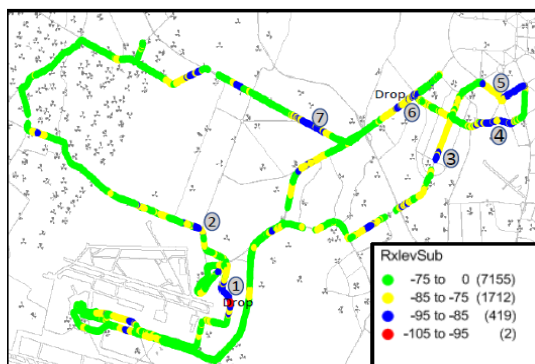 5
Drop
6
7
4
3
2
1
Drop
RxlevSub
-75 to 0 (7155)
-85 to -75 (1712)
-95 to -85 (419)
-105 to -95 (2)